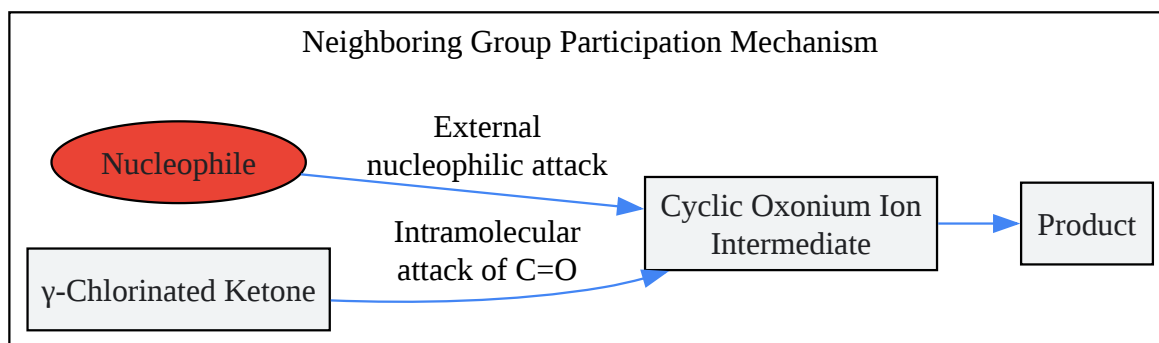 Neighboring Group Participation Mechanism
External
nucleophilic attack
Nucleophile
Intramolecular
attack of C=O
γ-Chlorinated Ketone
Cyclic Oxonium Ion
Intermediate
Product